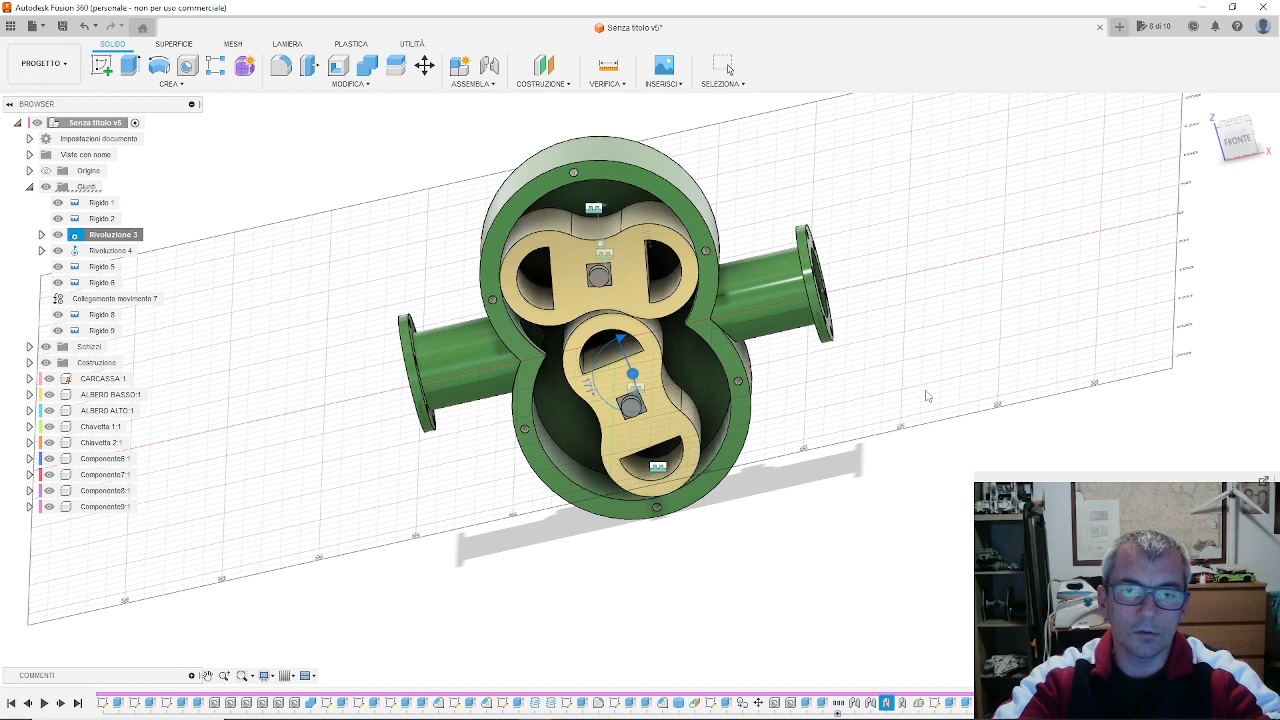 Autodesk Fusion 360 (personale - non per uso commerciale)
Senza titolo v5*
8 di 10
SOLIDO
SUPERFICIE
MESH
LAMIERA
PLASTICA
UTILITÀ
PROGETTO
CREA
MODIFICA
ASSEMBLA
COSTRUZIONE
VERIFICA
INSERISCI
SELEZIONA
BROWSER
Senza titolo v5
Impostazioni documento
Viste con nome
Origine
Giunti
Rigido 1
Rigido 2
Rivoluzione 3
Rivoluzione 4
Rigido 5
Rigido 6
Collegamento movimento 7
Rigido 8
Rigido 9
Schizzi
Costruzione
CARCASSA:1
ALBERO BASSO:1
ALBERO ALTO:1
Chiavetta 1:1
Chiavetta 2:1
Componente6:1
Componente7:1
Componente8:1
Componente9:1
Z
FRONTE
X
171°
COMMENTI